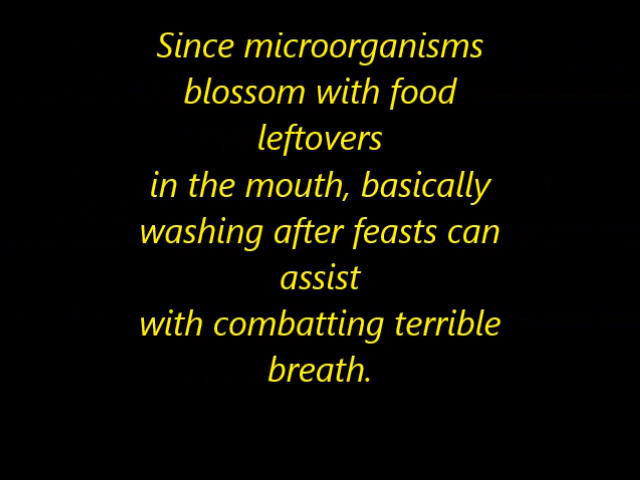 Since microorganisms
blossom with food
leftovers
in the mouth, basically
washing after feasts can
assist
with combatting terrible
breath.